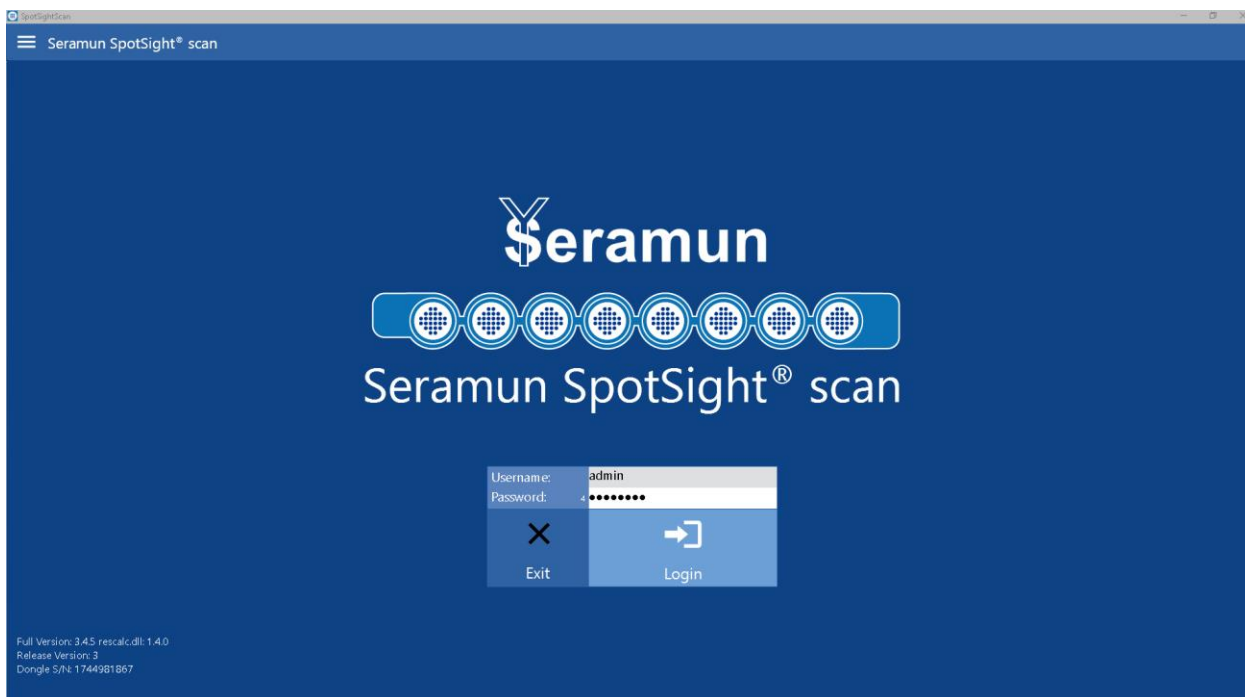 SpotSightScan
Seramun SpotSight® scan
Seramun
Seramun SpotSight® scan
Username: admin
Password: 4 ●●●●●●●●
Exit Login
Full Version: 3.4.5 rescalc.dll: 1.4.0
Release Version: 3
Dongle S/N: 1744981867